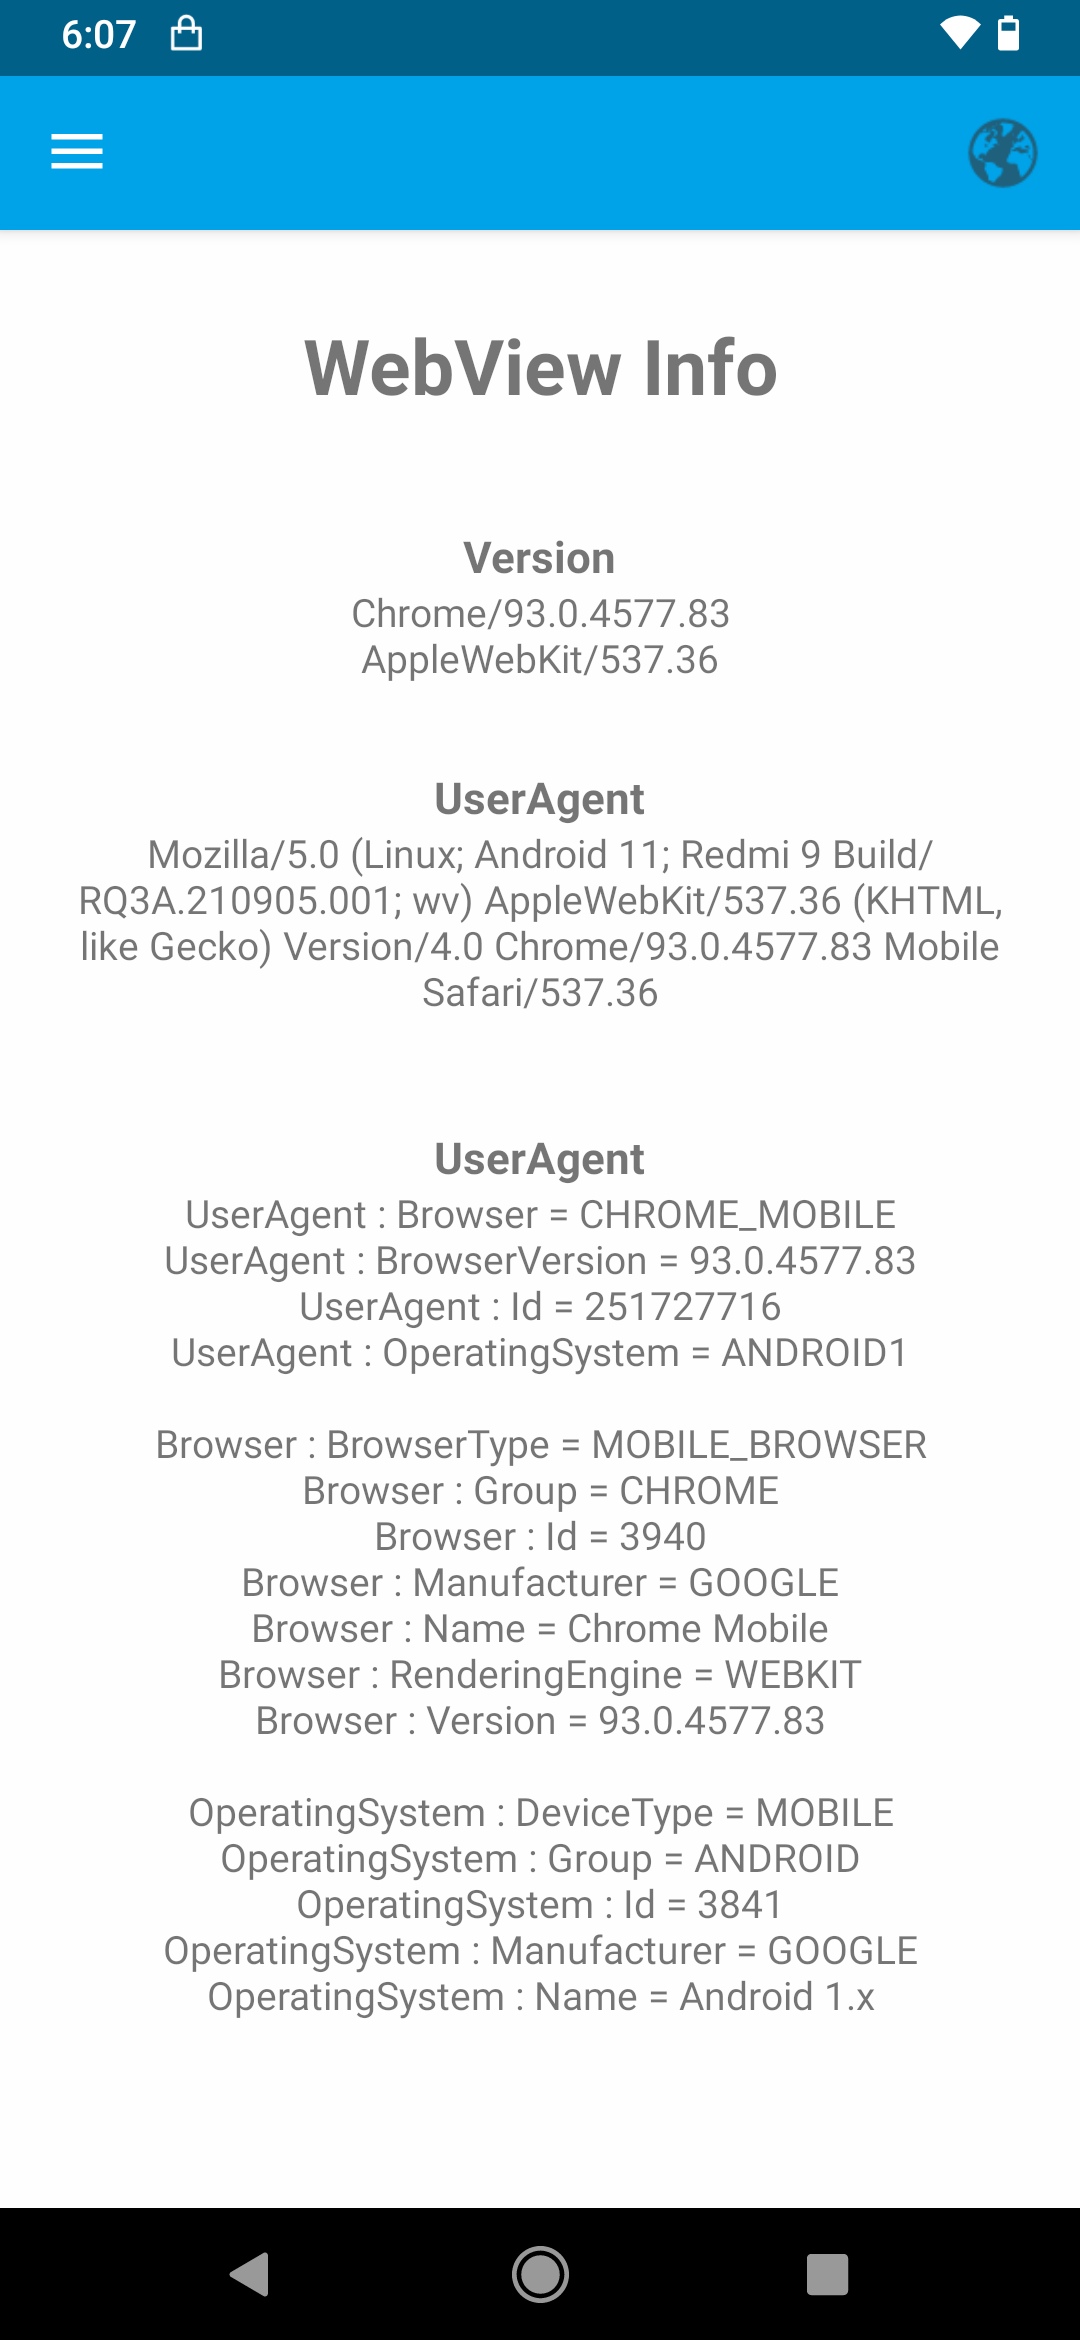 6:07
WebView Info
Version
Chrome/93.0.4577.83
AppleWebKit/537.36
UserAgent
Mozilla/5.0 (Linux; Android 11; Redmi 9 Build/
RQ3A.210905.001; wv) AppleWebKit/537.36 (KHTML,
like Gecko) Version/4.0 Chrome/93.0.4577.83 Mobile
Safari/537.36
UserAgent
UserAgent : Browser = CHROME_MOBILE
UserAgent : BrowserVersion = 93.0.4577.83
UserAgent : Id = 251727716
UserAgent : OperatingSystem = ANDROID1
Browser : BrowserType = MOBILE_BROWSER
Browser : Group = CHROME
Browser : Id = 3940
Browser : Manufacturer = GOOGLE
Browser : Name = Chrome Mobile
Browser : RenderingEngine = WEBKIT
Browser : Version = 93.0.4577.83
OperatingSystem : DeviceType = MOBILE
OperatingSystem : Group = ANDROID
OperatingSystem : Id = 3841
OperatingSystem : Manufacturer = GOOGLE
OperatingSystem : Name = Android 1.x